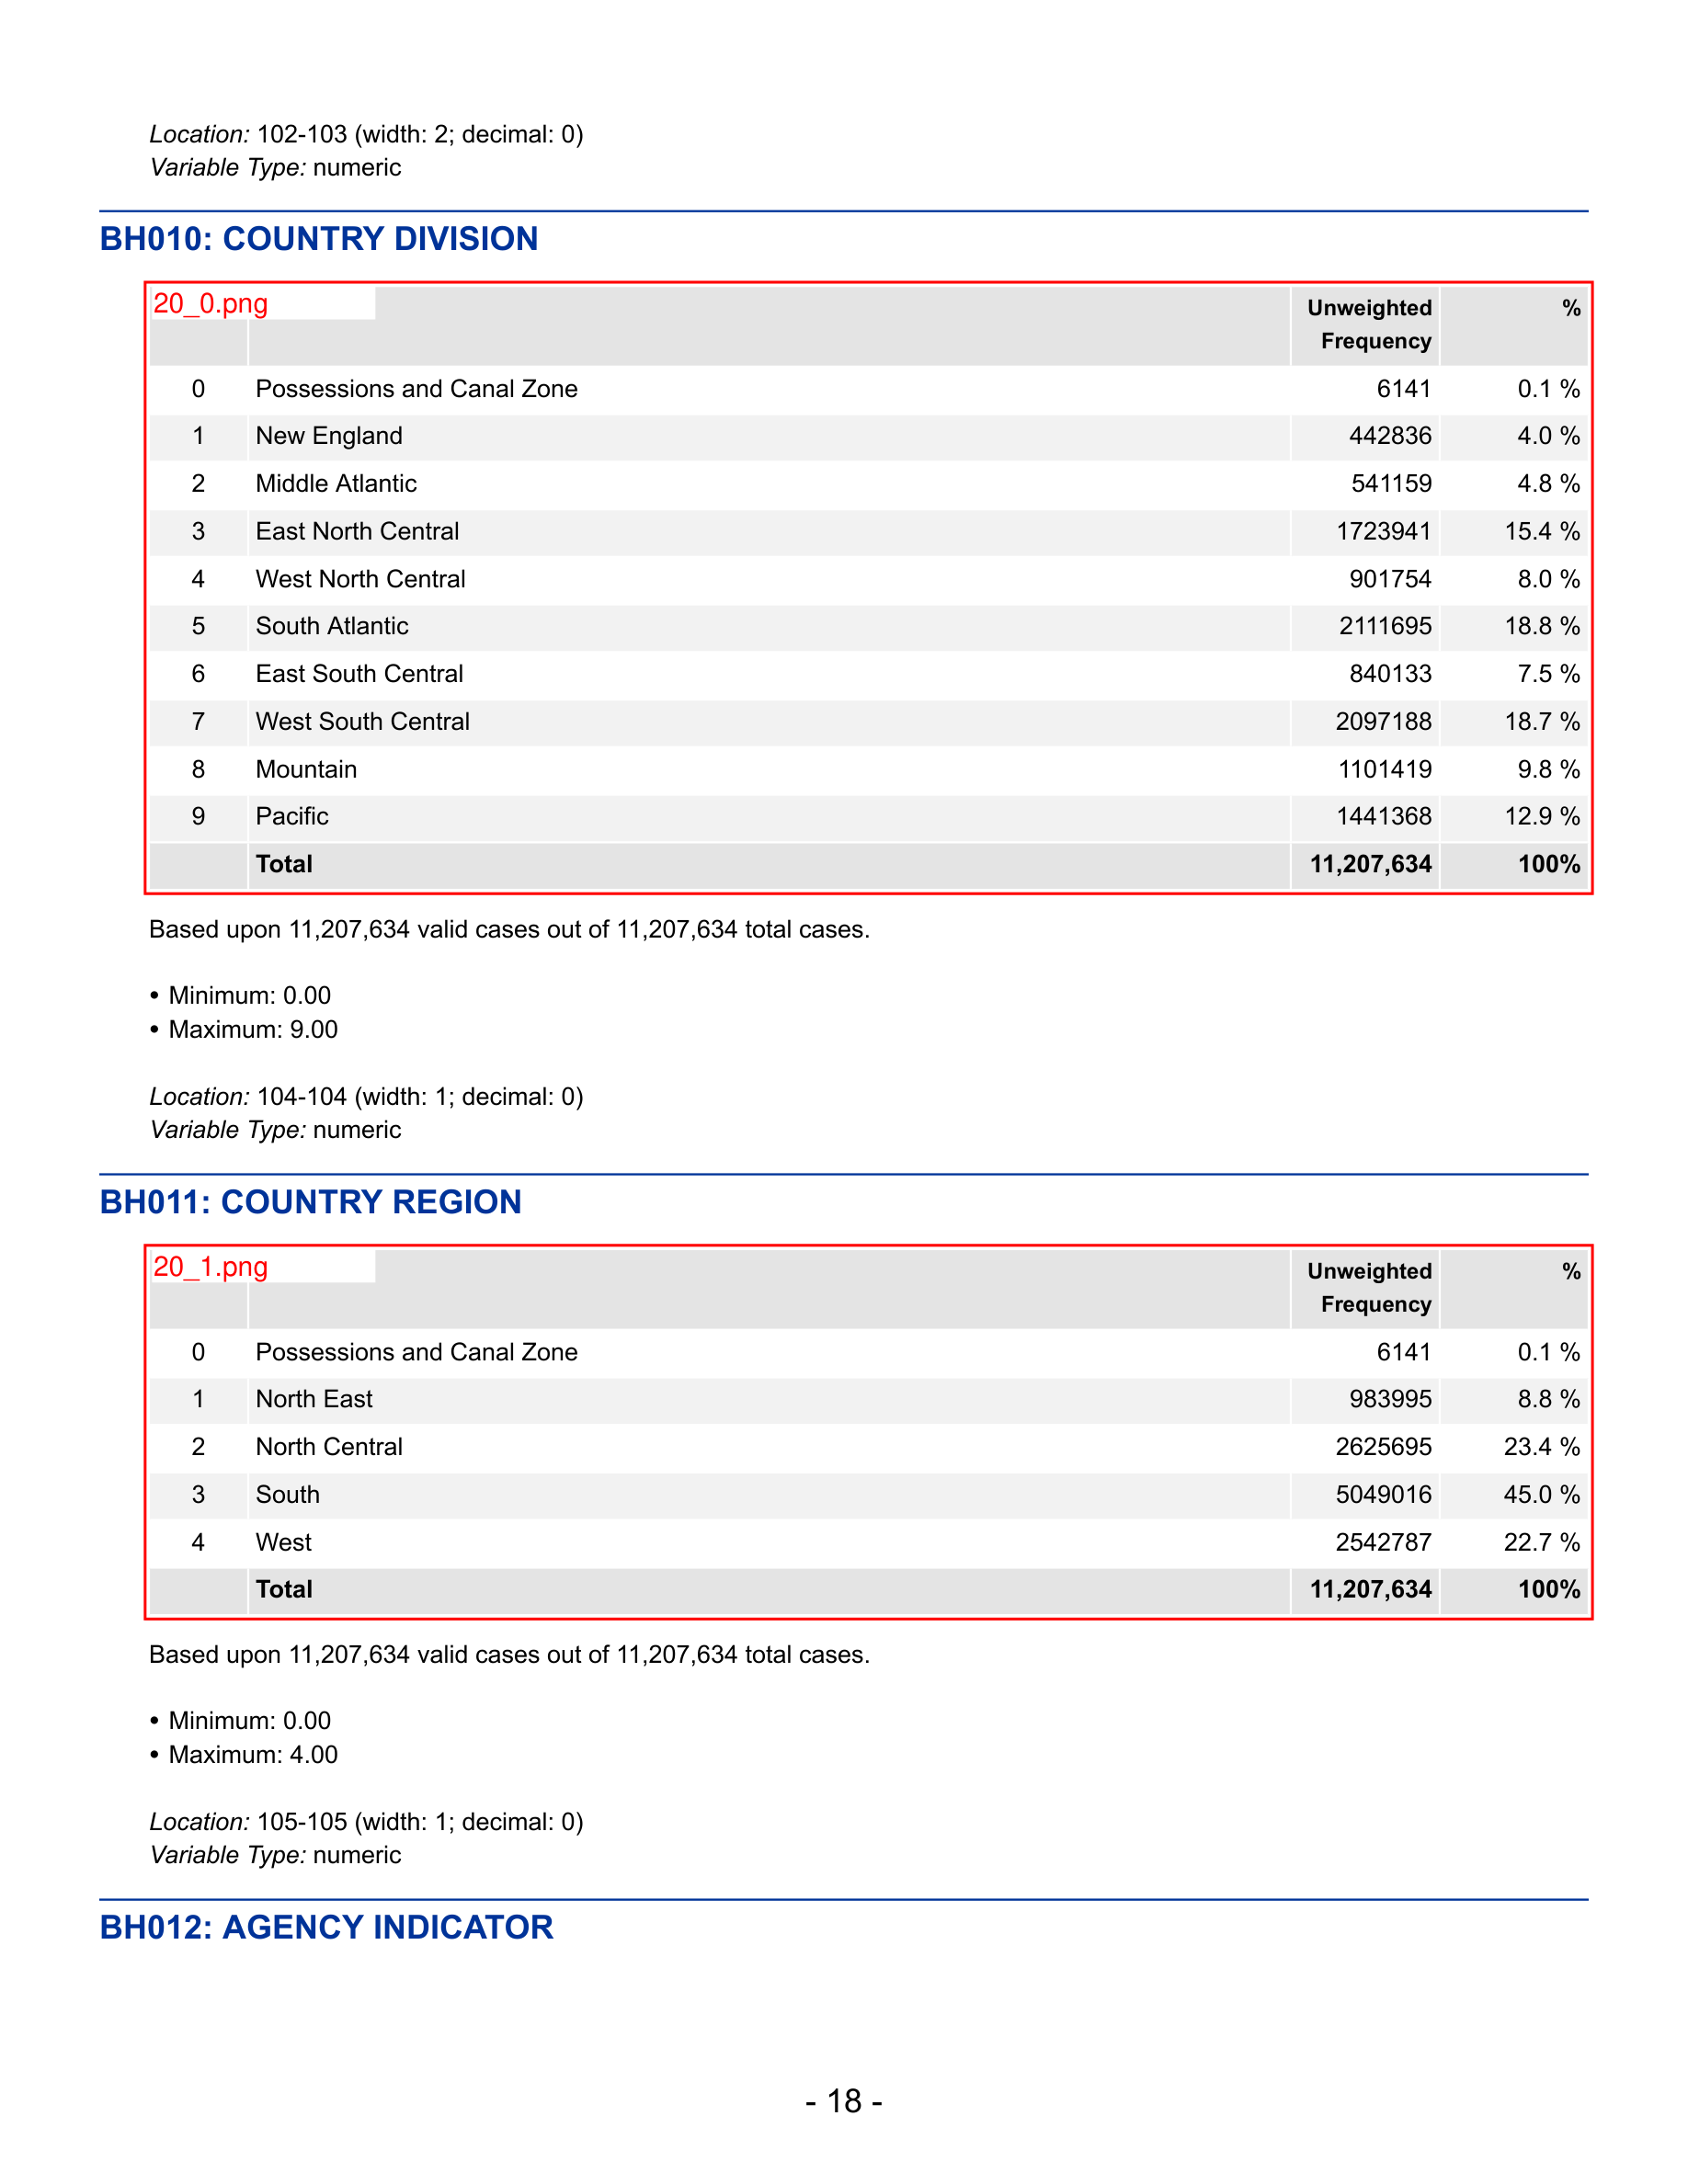 Location: 102-103 (width: 2; decimal: 0)
Variable Type: numeric
BH010: COUNTRY DIVISION
20_0.png
Unweighted Frequency %
0 Possessions and Canal Zone 6141 0.1 %
1 New England 442836 4.0 %
2 Middle Atlantic 541159 4.8 %
3 East North Central 1723941 15.4 %
4 West North Central 901754 8.0 %
5 South Atlantic 2111695 18.8 %
6 East South Central 840133 7.5 %
7 West South Central 2097188 18.7 %
8 Mountain 1101419 9.8 %
9 Pacific 1441368 12.9 %
Total 11,207,634 100%
Based upon 11,207,634 valid cases out of 11,207,634 total cases.
• Minimum: 0.00
• Maximum: 9.00
Location: 104-104 (width: 1; decimal: 0)
Variable Type: numeric
BH011: COUNTRY REGION
20_1.png
Unweighted Frequency %
0 Possessions and Canal Zone 6141 0.1 %
1 North East 983995 8.8 %
2 North Central 2625695 23.4 %
3 South 5049016 45.0 %
4 West 2542787 22.7 %
Total 11,207,634 100%
Based upon 11,207,634 valid cases out of 11,207,634 total cases.
• Minimum: 0.00
• Maximum: 4.00
Location: 105-105 (width: 1; decimal: 0)
Variable Type: numeric
BH012: AGENCY INDICATOR
- 18 -